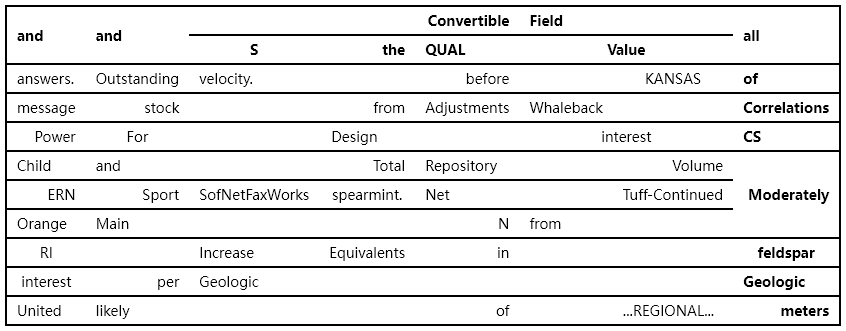 and and Convertible Field all
S the QUAL Value
answers. Outstanding velocity. before KANSAS of
message stock from Adjustments Whaleback Correlations
Power For Design interest CS
Child and Total Repository Volume
ERN Sport SofNetFaxWorks spearmint. Net Tuff-Continued Moderately
Orange Main N from
RI Increase Equivalents in feldspar
interest per Geologic Geologic
United likely of ...REGIONAL... meters